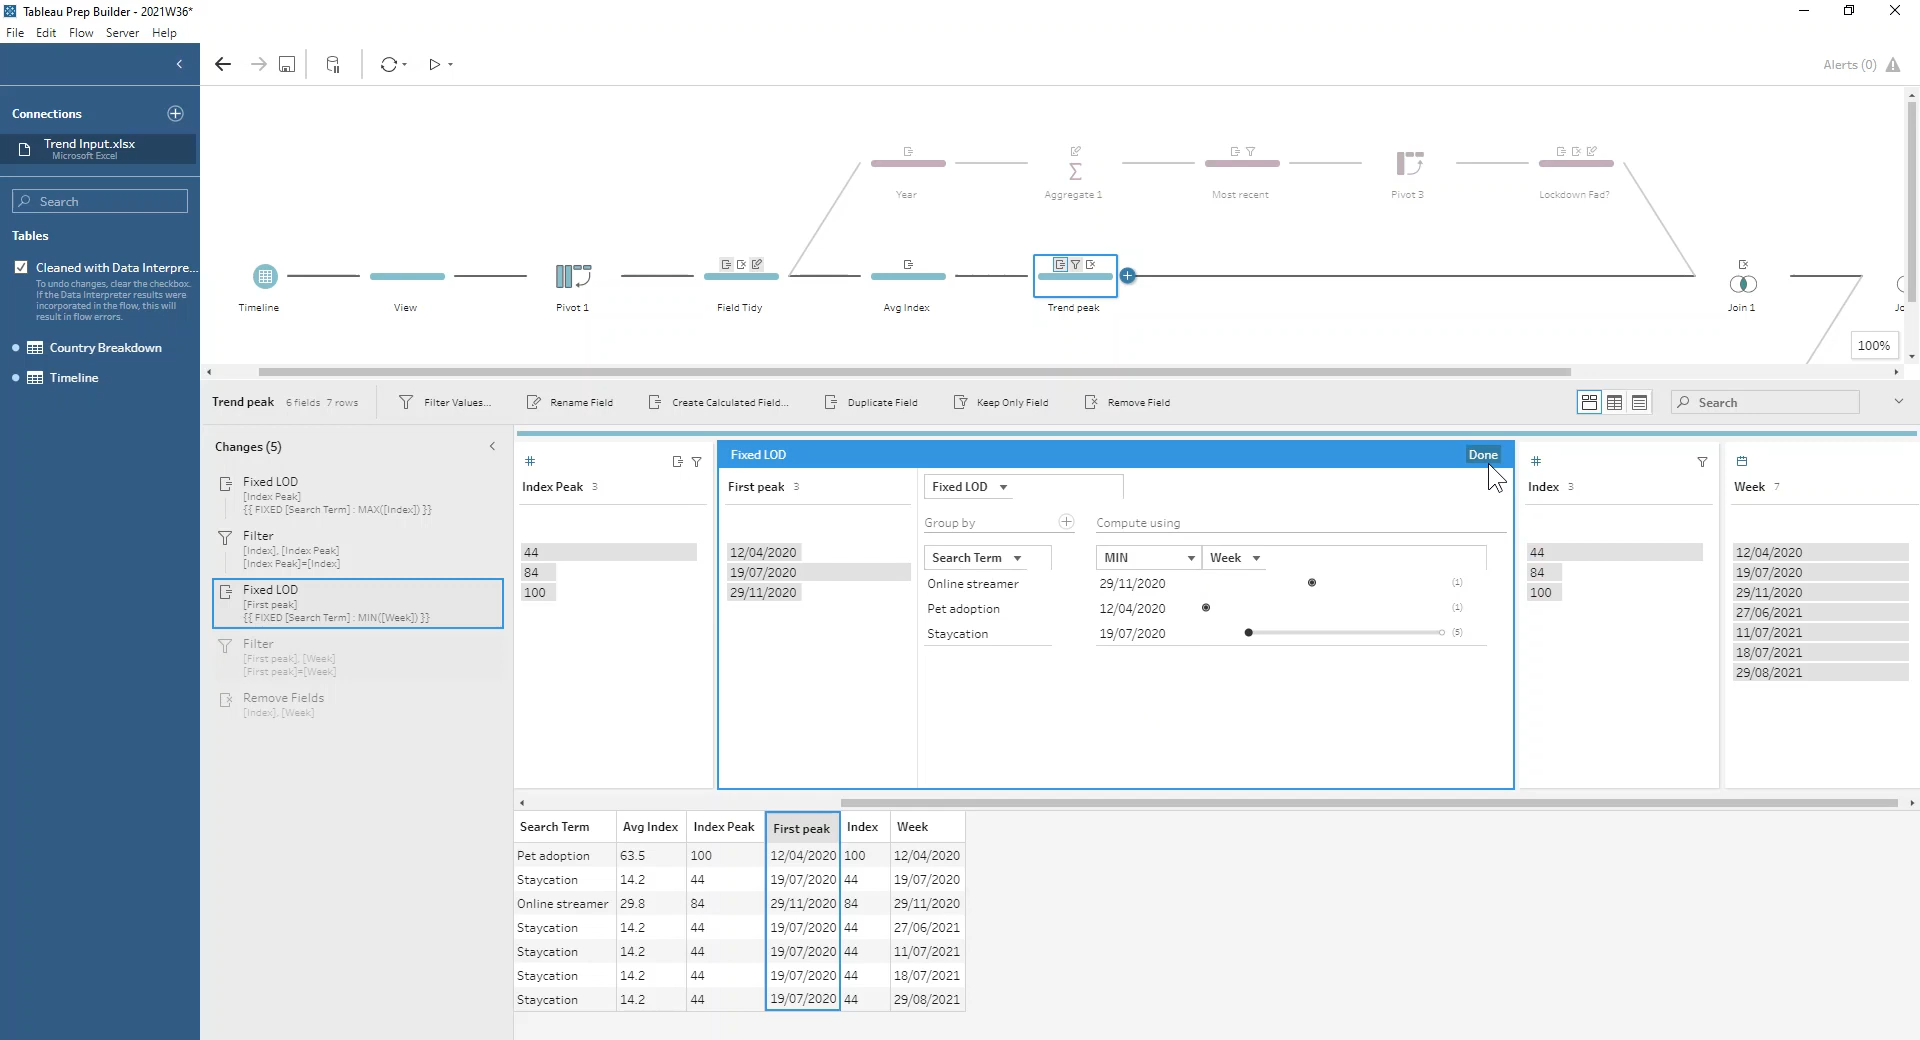 Tableau Prep Builder - 2021W36*
File Edit Flow Server Help
Alerts (0)
Connections
Trend Input.xlsx
Microsoft Excel
Search
Tables
Cleaned with Data Interpre...
To undo changes, clear the checkbox.
If the Data Interpreter results were
incorporated in the flow, this will
result in flow errors.
Country Breakdown
Timeline
Year
Aggregate 1
Most recent
Pivot 3
Lockdown Fad?
Timeline
View
Pivot 1
Field Tidy
Avg Index
Trend peak
Join 1
Jo
100%
Trend peak 6 fields 7 rows
Filter Values...
Rename Field
Create Calculated Field...
Duplicate Field
Keep Only Field
Remove Field
Search
Changes (5)
Fixed LOD
[Index Peak]
{{ FIXED [Search Term] : MAX([Index]) }}
Filter
[Index], [Index Peak]
[Index Peak]=[Index]
Fixed LOD
[First peak]
{{ FIXED [Search Term] : MIN([Week]) }}
Filter
[First peak], [Week]
[First peak]=[Week]
Remove Fields
[Index], [Week]
#
Index Peak 3
44
84
100
Fixed LOD
Done
First peak 3
12/04/2020
19/07/2020
29/11/2020
Fixed LOD
Group by
Compute using
Search Term
MIN
Week
Online streamer 29/11/2020 (1)
Pet adoption 12/04/2020 (1)
Staycation 19/07/2020 (5)
#
Index 3
44
84
100
Week 7
12/04/2020
19/07/2020
29/11/2020
27/06/2021
11/07/2021
18/07/2021
29/08/2021
Search Term Avg Index Index Peak First peak Index Week
Pet adoption 63.5 100 12/04/2020 100 12/04/2020
Staycation 14.2 44 19/07/2020 44 19/07/2020
Online streamer 29.8 84 29/11/2020 84 29/11/2020
Staycation 14.2 44 19/07/2020 44 27/06/2021
Staycation 14.2 44 19/07/2020 44 11/07/2021
Staycation 14.2 44 19/07/2020 44 18/07/2021
Staycation 14.2 44 19/07/2020 44 29/08/2021